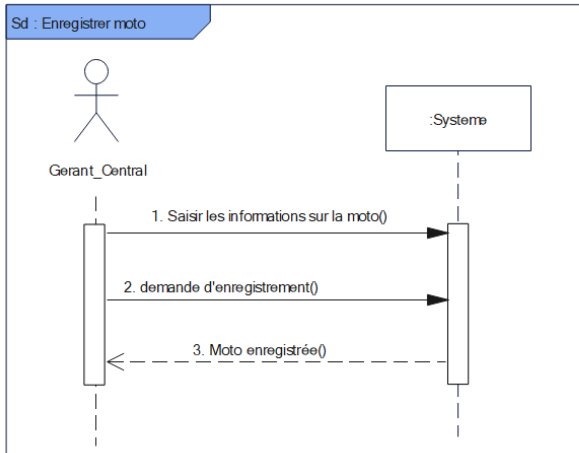 Sd : Enregistrer moto
:Systeme
Gerant_Central
1. Saisir les informations sur la moto()
2. demande d'enregistrement()
3. Moto enregistrée()